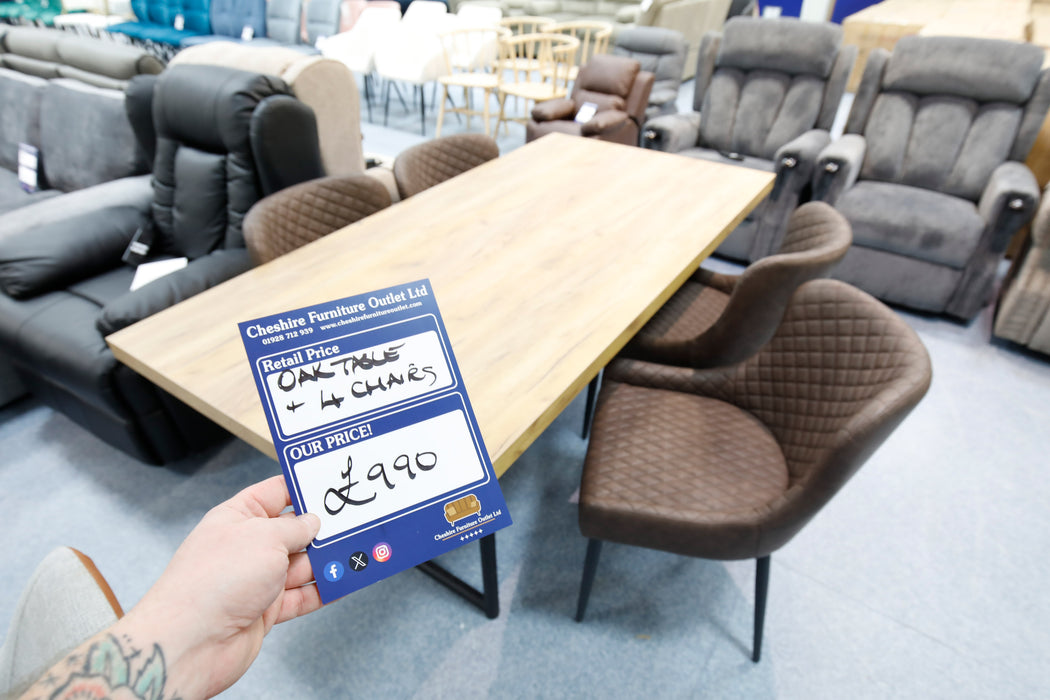 Cheshire Furniture Outlet Ltd
01928 712 939 www.cheshirefurnitureoutlet.com
Retail Price
OAK TABLE
+ 4 CHAIRS
OUR PRICE!
£990
Cheshire Furniture Outlet Ltd